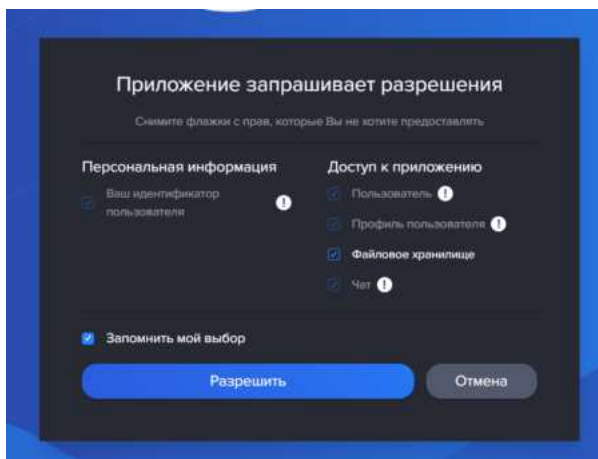 Приложение запрашивает разрешения
Снимите флажки с прав, которые Вы не хотите предоставлять
Персональная информация
Ваш идентификатор
пользователя
Доступ к приложению
Пользователь
Профиль пользователя
Файловое хранилище
Чат
Запомнить мой выбор
Разрешить
Отмена